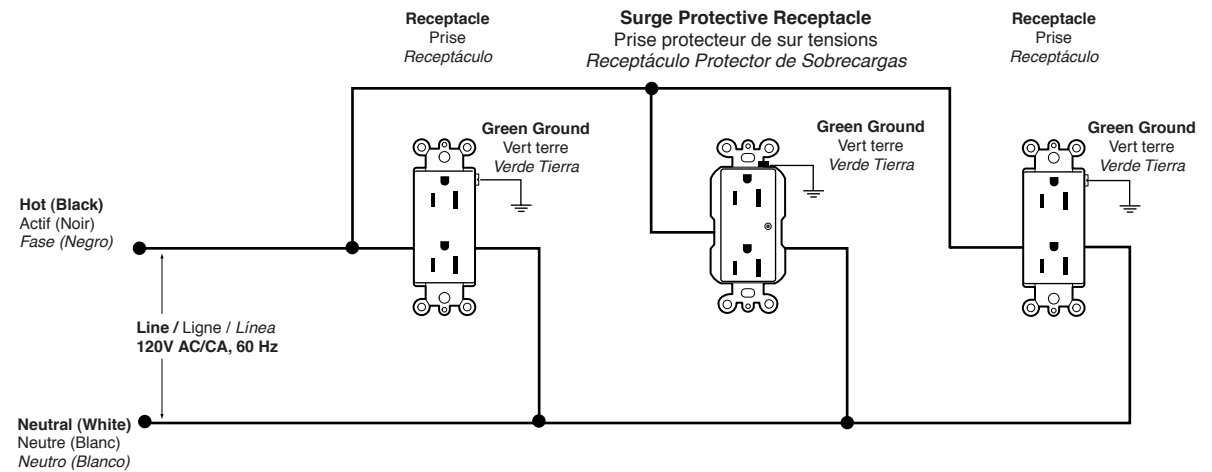 Receptacle
Prise
Receptáculo
Surge Protective Receptacle
Prise protecteur de sur tensions
Receptáculo Protector de Sobrecargas
Receptacle
Prise
Receptáculo
Green Ground
Vert terre
Verde Tierra
Green Ground
Vert terre
Verde Tierra
Green Ground
Vert terre
Verde Tierra
Hot (Black)
Actif (Noir)
Fase (Negro)
Line / Ligne / Línea
120V AC/CA, 60 Hz
Neutral (White)
Neutre (Blanc)
Neutro (Blanco)